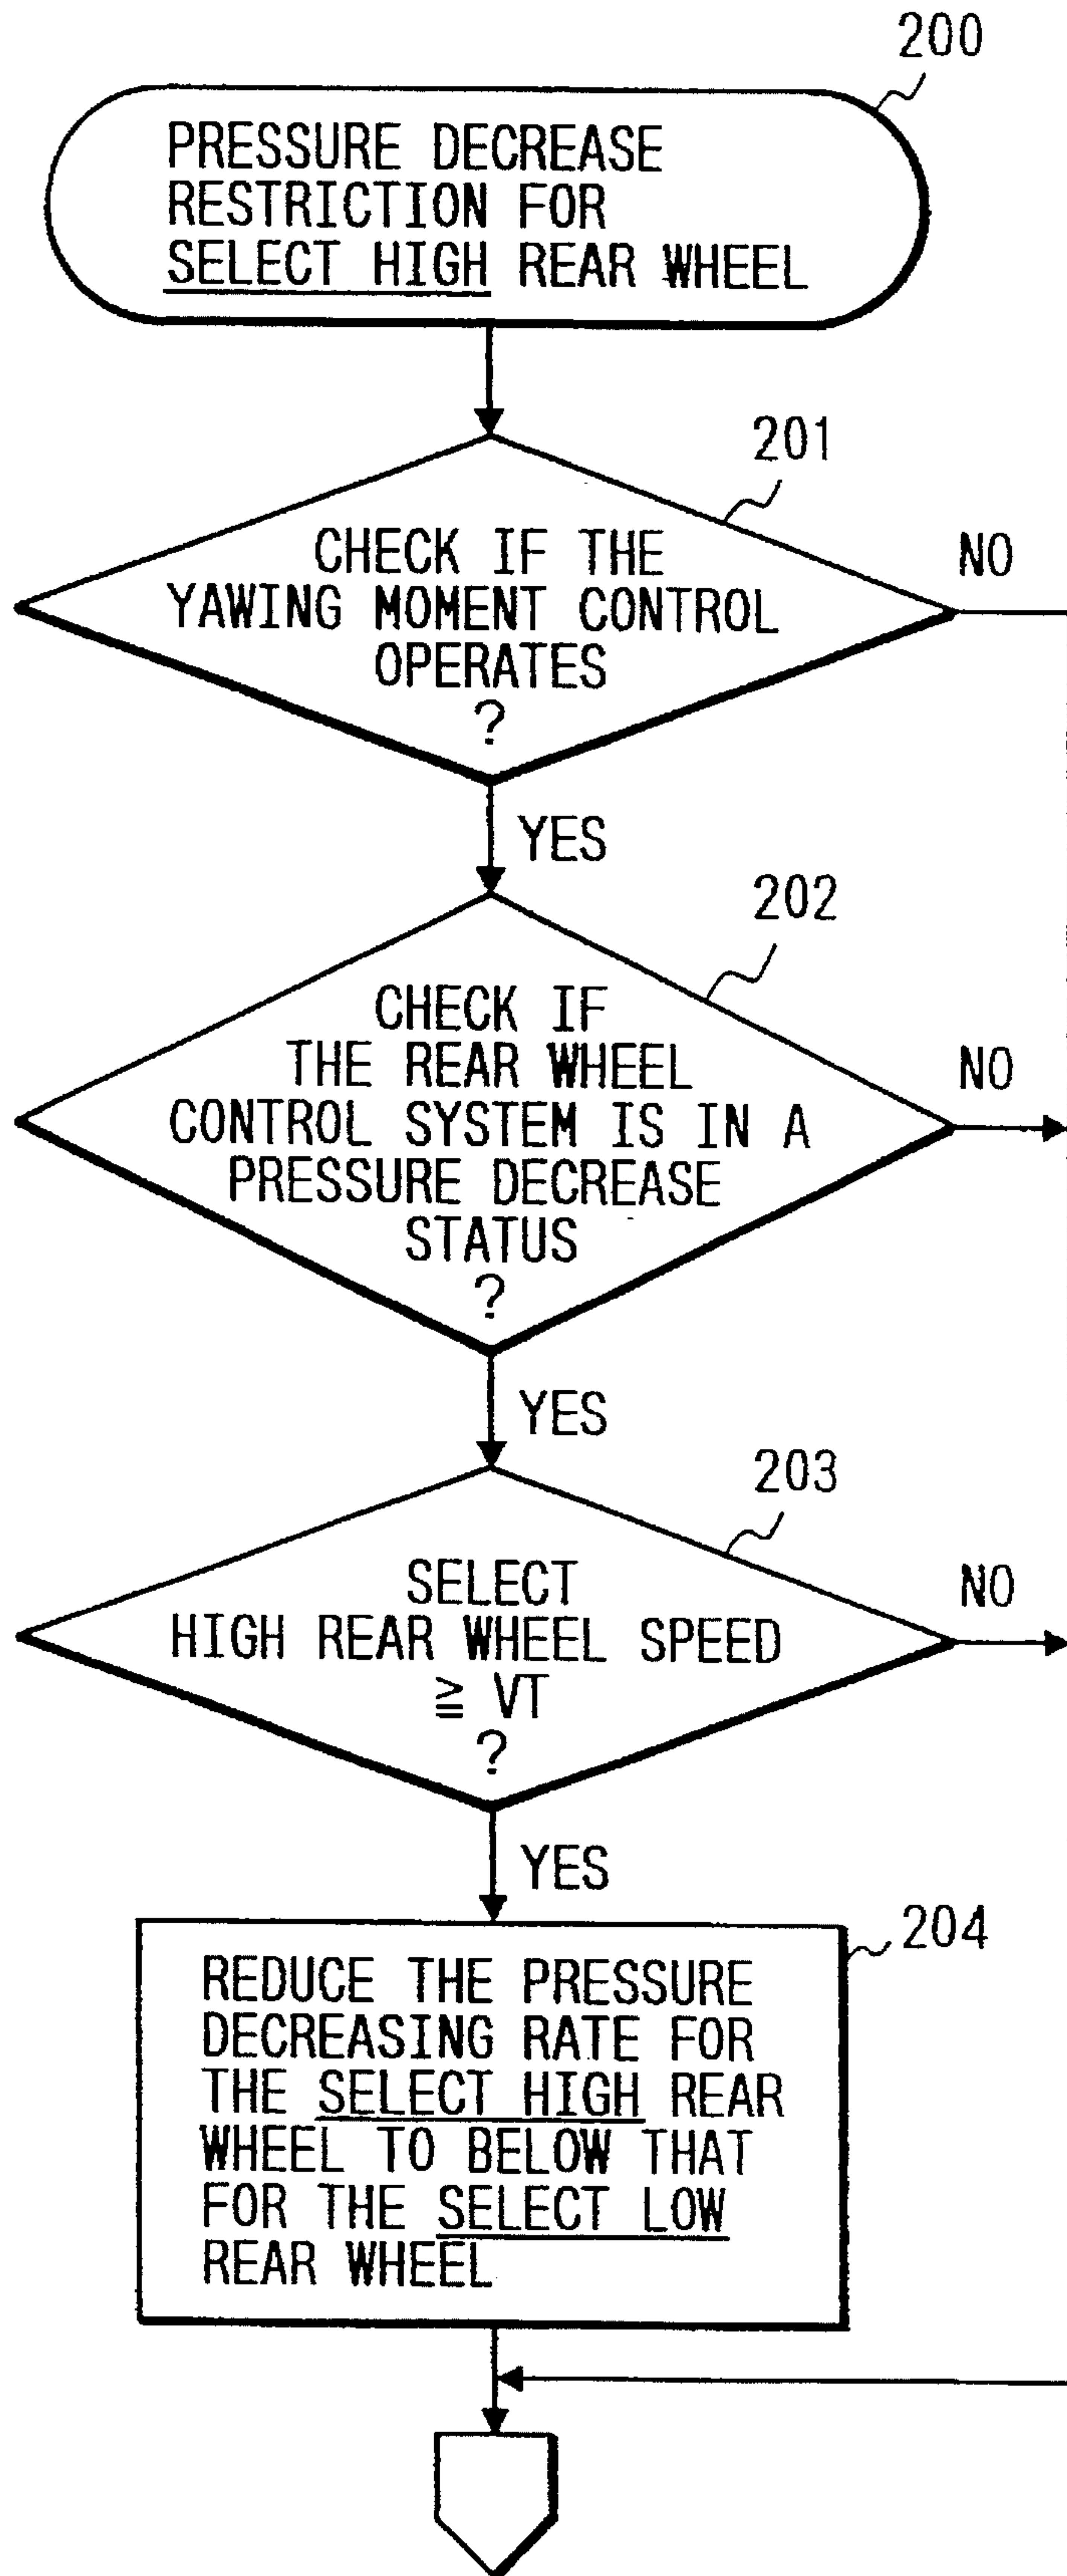 200
PRESSURE DECREASE
RESTRICTION FOR
SELECT HIGH REAR WHEEL
201
CHECK IF THE
YAWING MOMENT CONTROL
OPERATES
?
NO
YES
202
CHECK IF
THE REAR WHEEL
CONTROL SYSTEM IS IN A
PRESSURE DECREASE
STATUS
?
NO
YES
203
SELECT
HIGH REAR WHEEL SPEED
≧ VT
?
NO
YES
204
REDUCE THE PRESSURE
DECREASING RATE FOR
THE SELECT HIGH REAR
WHEEL TO BELOW THAT
FOR THE SELECT LOW
REAR WHEEL